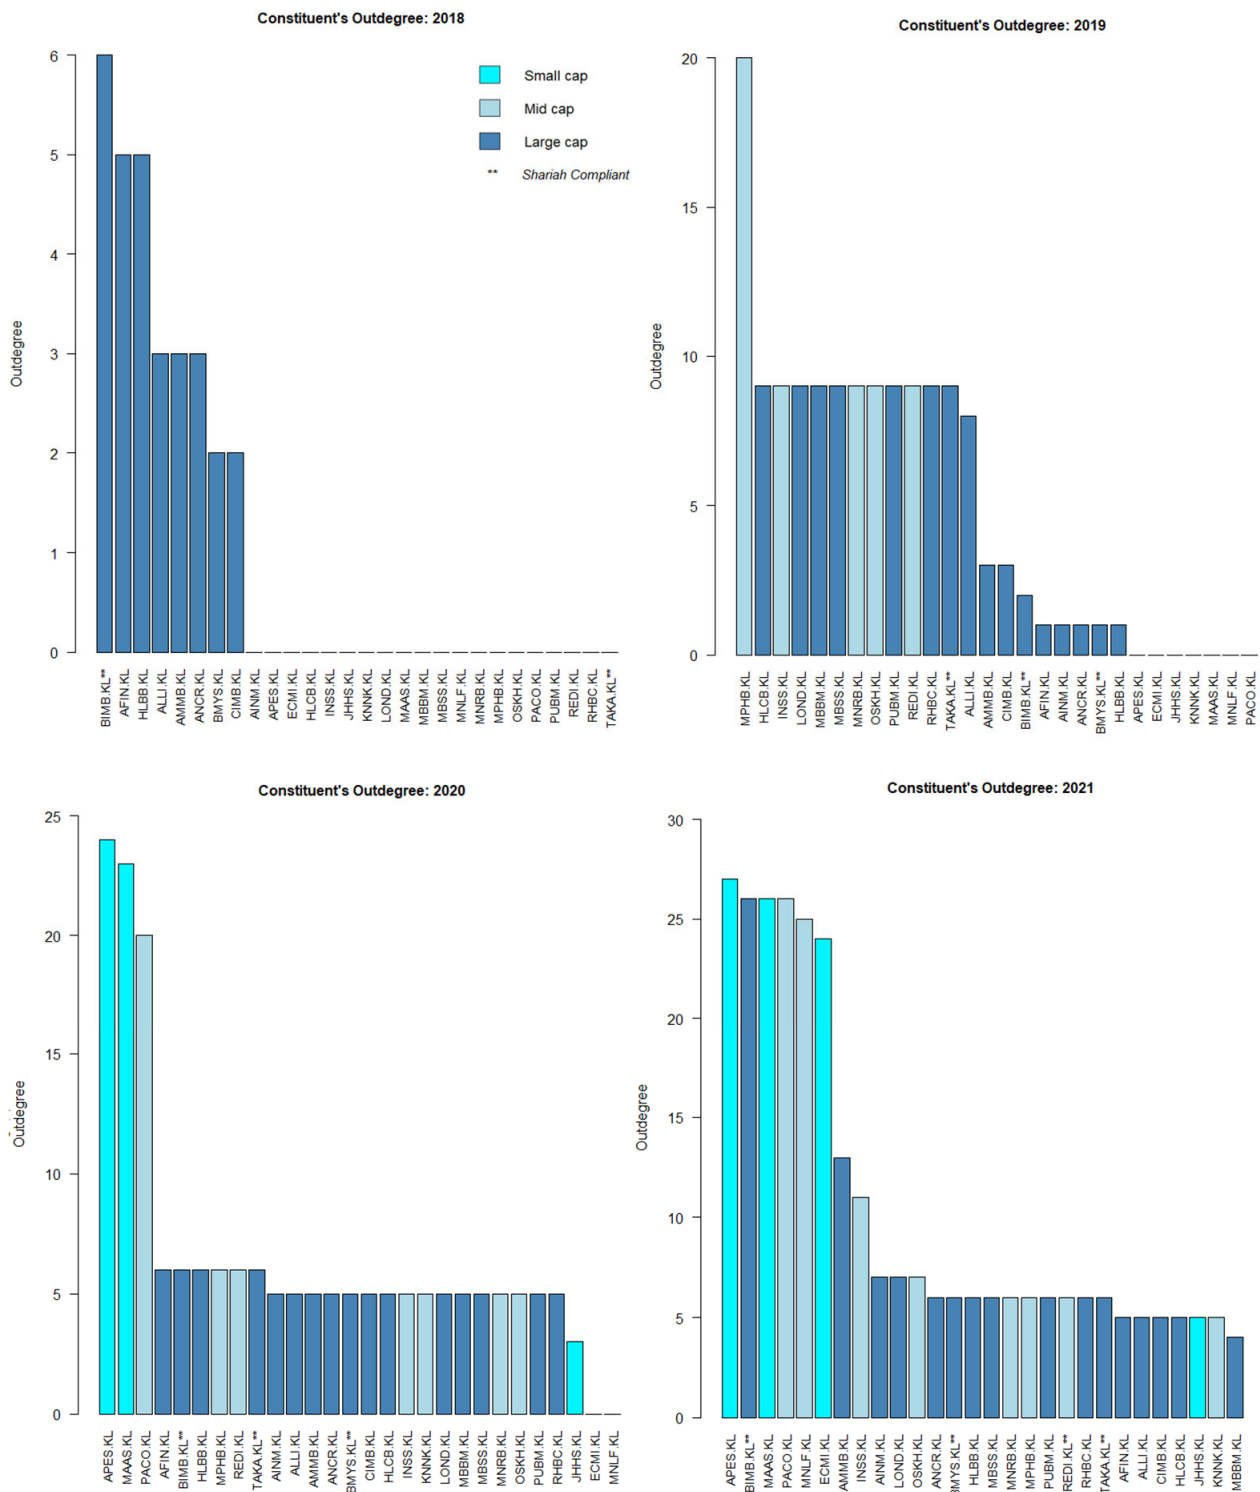 Constituent's Outdegree: 2018
6
5
4
3
2
1
0
Outdegree
Small cap
Mid cap
Large cap
** Shariah Compliant
BIMB.KL**
AFIN.KL
HLBB.KL
ALLI.KL
AMMB.KL
ANCR.KL
BMYS.KL
CIMB.KL
AINM.KL
APES.KL
ECMI.KL
HLCB.KL
INSS.KL
JHHS.KL
KNNK.KL
LOND.KL
MAAS.KL
MBBM.KL
MBSS.KL
MNLF.KL
MNRB.KL
MPHB.KL
OSKH.KL
PACO.KL
PUBM.KL
REDI.KL
RHBC.KL
TAKA.KL**
Constituent's Outdegree: 2019
20
15
10
5
0
Outdegree
MPHB.KL
HLCB.KL
INSS.KL
LOND.KL
MBBM.KL
MBSS.KL
MNRB.KL
OSKH.KL
PUBM.KL
REDI.KL
RHBC.KL
TAKA.KL**
ALLI.KL
AMMB.KL
CIMB.KL
BIMB.KL**
AFIN.KL
AINM.KL
ANCR.KL
BMYS.KL**
HLBB.KL
APES.KL
ECMI.KL
JHHS.KL
KNNK.KL
MAAS.KL
MNLF.KL
PACO.KL
Constituent's Outdegree: 2020
25
20
15
10
5
0
Outdegree
APES.KL
MAAS.KL
PACO.KL
AFIN.KL
BIMB.KL**
HLBB.KL
MPHB.KL
REDI.KL
TAKA.KL**
AINM.KL
ALLI.KL
AMMB.KL
ANCR.KL
BMYS.KL**
CIMB.KL
HLCB.KL
INSS.KL
KNNK.KL
LOND.KL
MBBM.KL
MBSS.KL
MNRB.KL
OSKH.KL
PUBM.KL
RHBC.KL
JHHS.KL
ECMI.KL
MNLF.KL
Constituent's Outdegree: 2021
30
25
20
15
10
5
0
Outdegree
APES.KL
BIMB.KL**
MAAS.KL
PACO.KL
MNLF.KL
ECMI.KL
AMMB.KL
INSS.KL
AINM.KL
LOND.KL
OSKH.KL
ANCR.KL
BMYS.KL**
HLBB.KL
MBSS.KL
MNRB.KL
MPHB.KL
PUBM.KL
REDI.KL**
RHBC.KL
TAKA.KL**
AFIN.KL
ALLI.KL
CIMB.KL
HLCB.KL
JHHS.KL
KNNK.KL
MBBM.KL